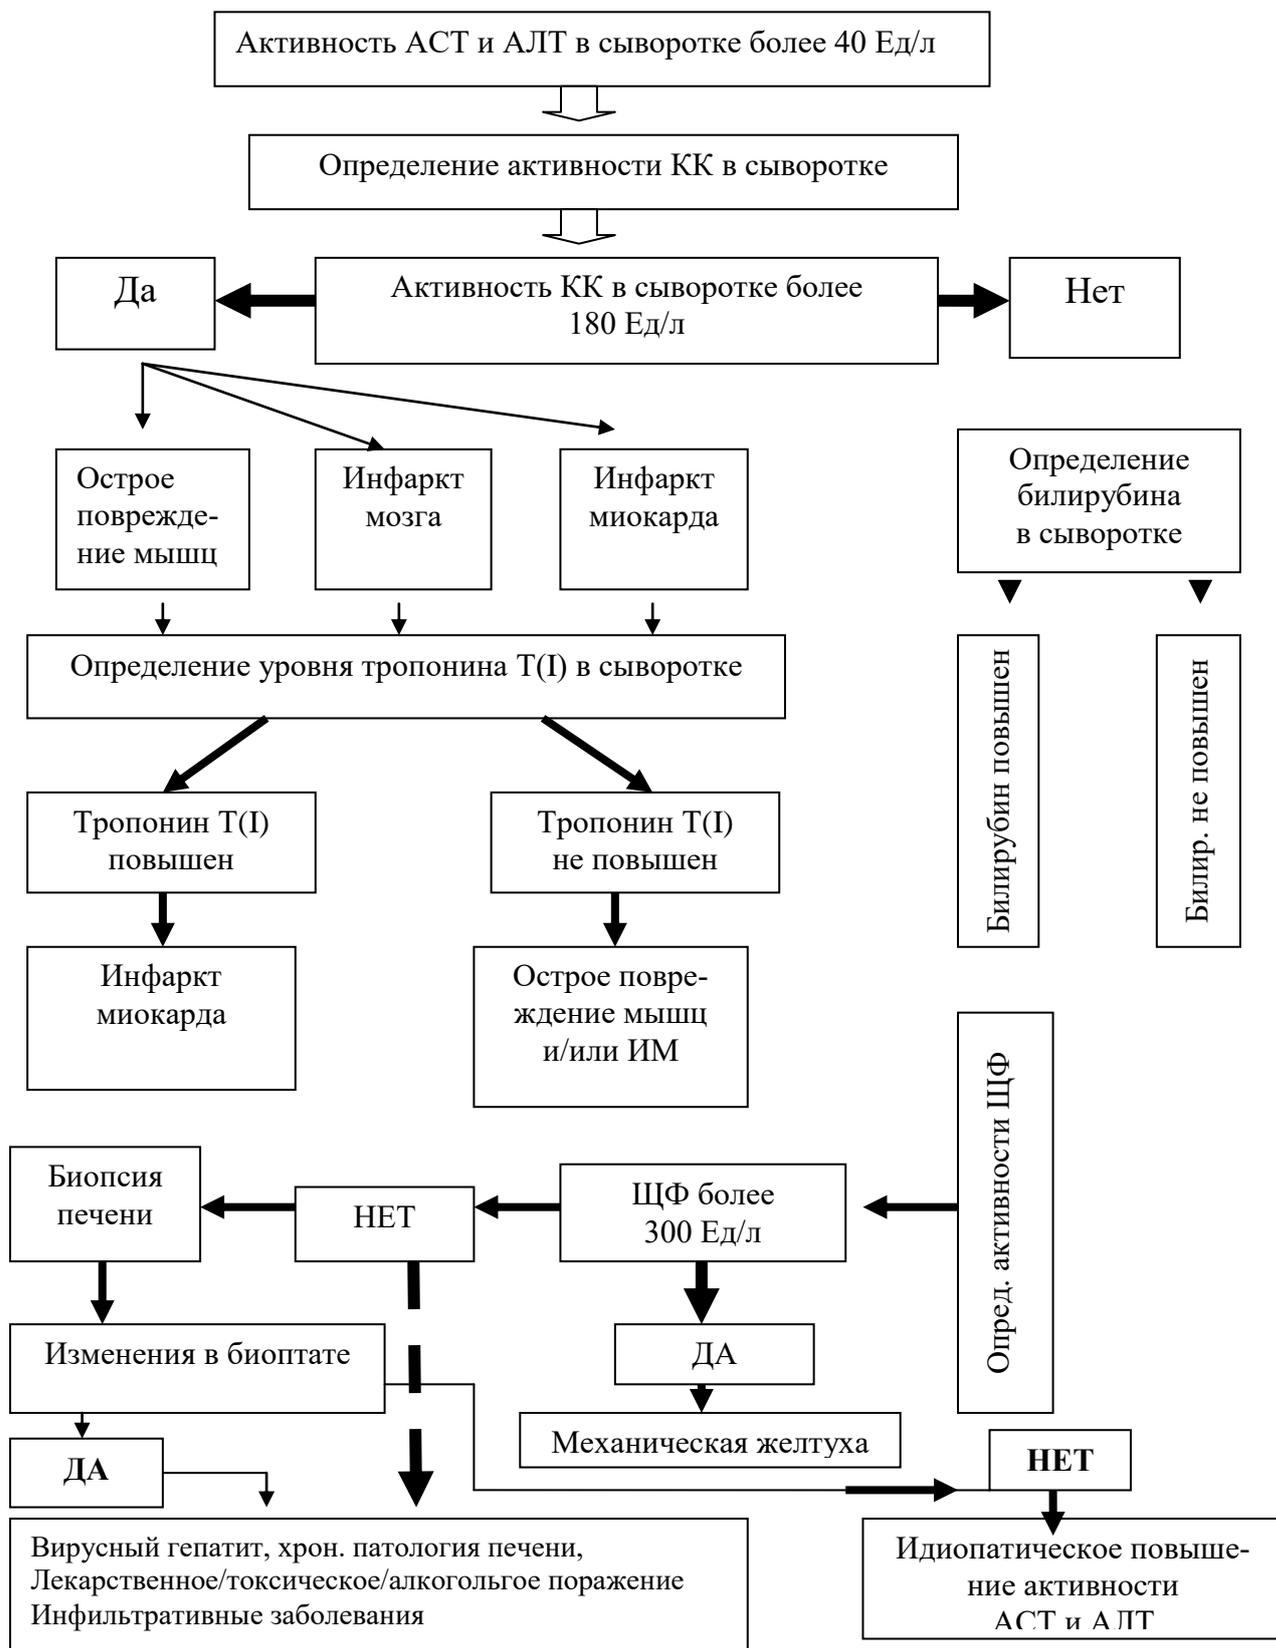 Активность АСТ и АЛТ в сыворотке более 40 Ед/л
Определение активности КК в сыворотке
Да
Активность КК в сыворотке более
180 Ед/л
Нет
Острое
поврежде-
ние мышц
Инфаркт
мозга
Инфаркт
миокарда
Определение
билирубина
в сыворотке
Определение уровня тропонина Т(I) в сыворотке
Билирубин повышен
Билир. не повышен
Тропонин Т(I)
повышен
Тропонин Т(I)
не повышен
Инфаркт
миокарда
Острое повре-
ждение мышц
и/или ИМ
Опред. активности ЩФ
Биопсия
печени
НЕТ
ЩФ более
300 Ед/л
Изменения в биоптате
ДА
Механическая желтуха
ДА
НЕТ
Вирусный гепатит, хрон. патология печени,
Лекарственное/токсическое/алкогольгое поражение
Инфильтративные заболевания
Идиопатическое повыше-
ние активности
АСТ и АЛТ